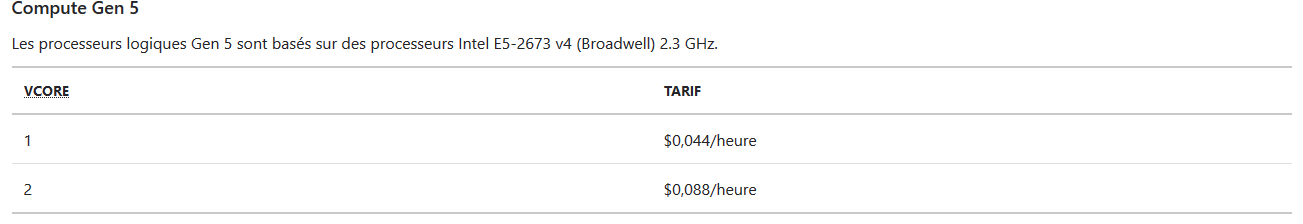 Compute Gen 5
Les processeurs logiques Gen 5 sont basés sur des processeurs Intel E5-2673 v4 (Broadwell) 2.3 GHz.
VCORE TARIF
1 $0,044/heure
2 $0,088/heure